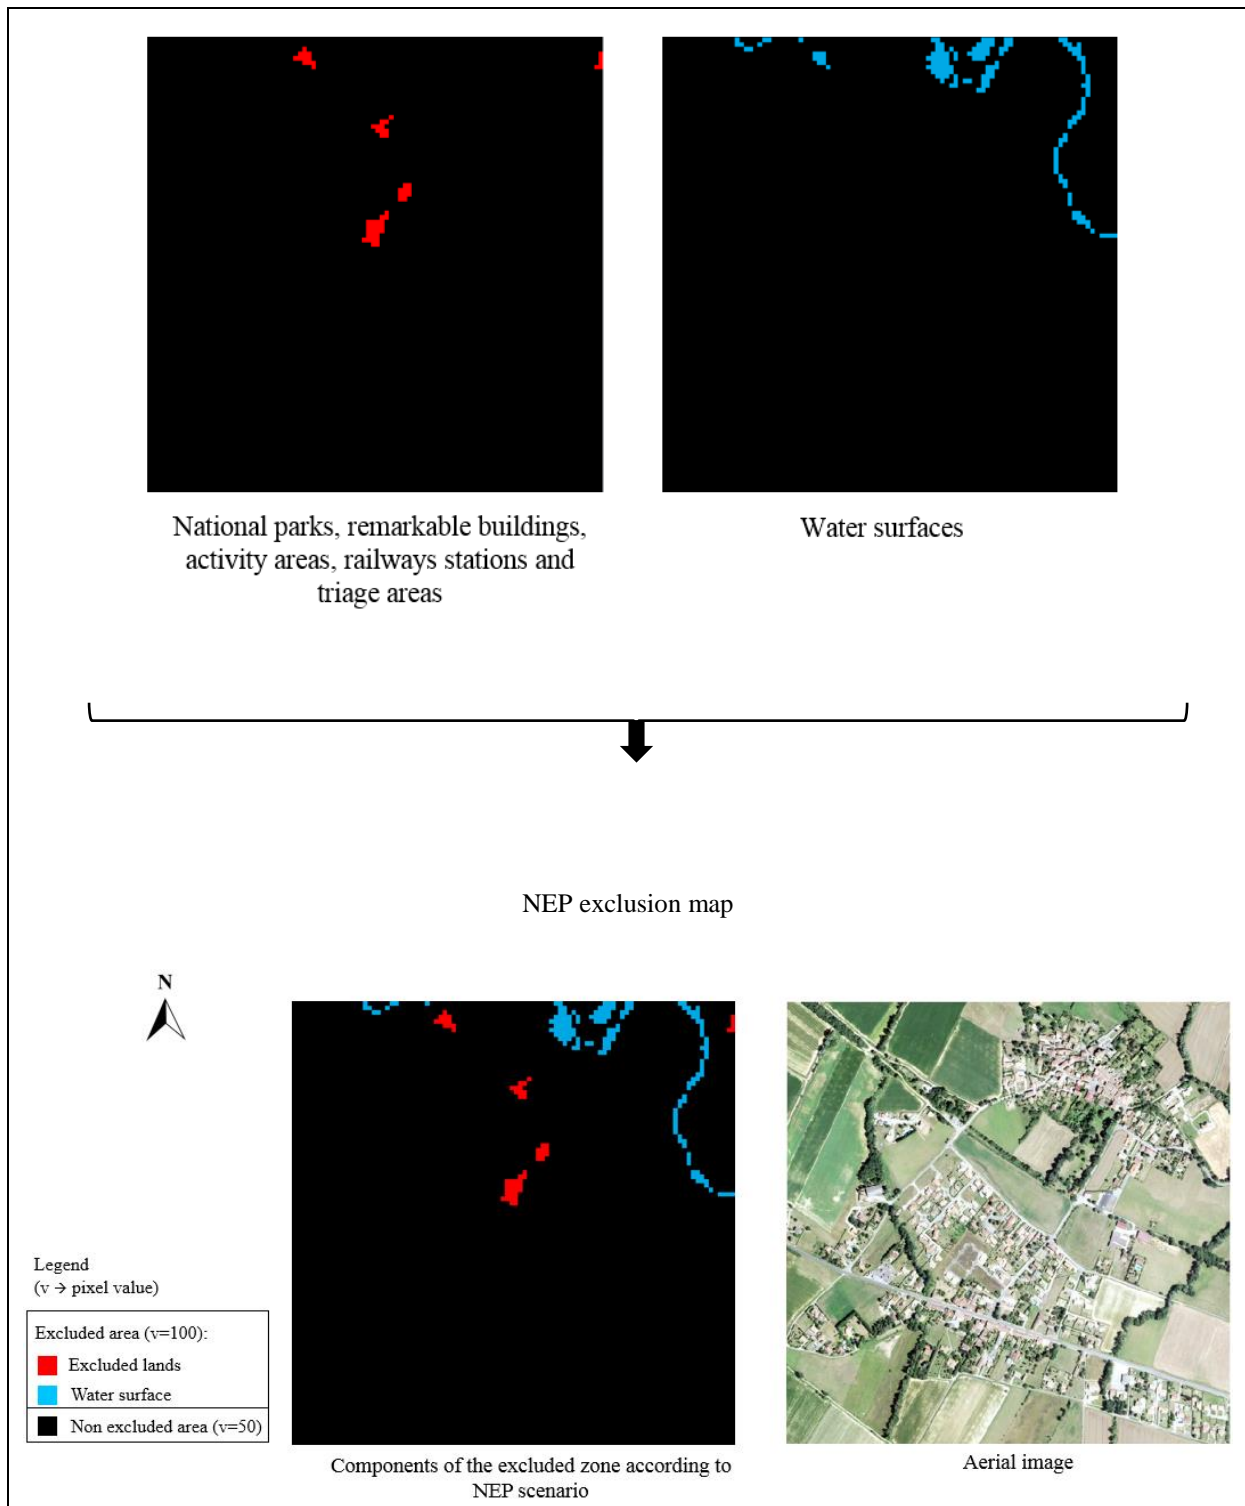 National parks, remarkable buildings,
activity areas, railways stations and
triage areas
Water surfaces
NEP exclusion map
N
Legend
(v → pixel value)
Excluded area (v=100):
Excluded lands
Water surface
Non excluded area (v=50)
Components of the excluded zone according to
NEP scenario
Aerial image